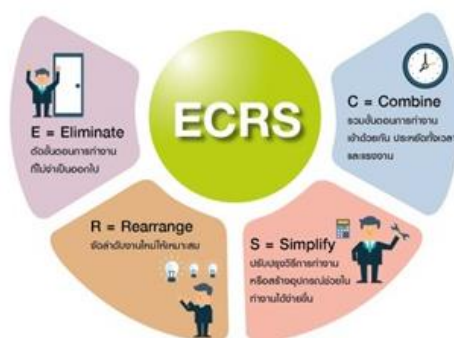 ECRS
E = Eliminate
ตัดขั้นตอนการทำงาน
ที่ไม่จำเป็นออกไป
C = Combine
รวมขั้นตอนการทำงาน
เข้าด้วยกัน ประหยัดทั้งเวลา
และแรงงาน
R = Rearrange
จัดลำดับงานใหม่ให้เหมาะสม
S = Simplify
ปรับปรุงวิธีการทำงาน
หรือสร้างอุปกรณ์ช่วยใน
ทำงานได้ง่ายขึ้น